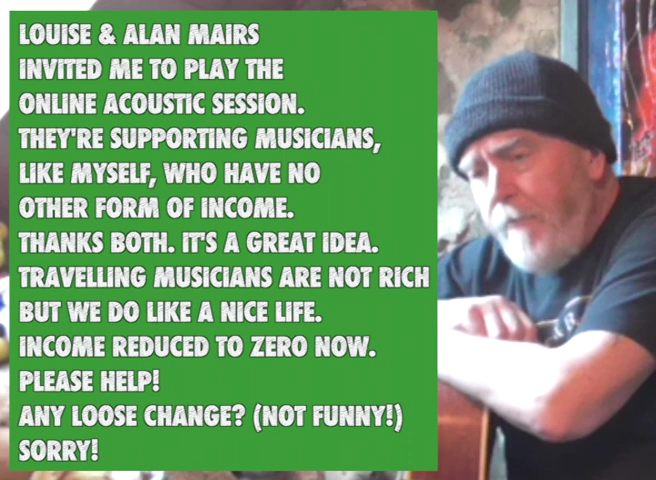 LOUISE & ALAN MAIRS
INVITED ME TO PLAY THE
ONLINE ACOUSTIC SESSION.
THEY'RE SUPPORTING MUSICIANS,
LIKE MYSELF, WHO HAVE NO
OTHER FORM OF INCOME.
THANKS BOTH. IT'S A GREAT IDEA.
TRAVELLING MUSICIANS ARE NOT RICH
BUT WE DO LIKE A NICE LIFE.
INCOME REDUCED TO ZERO NOW.
PLEASE HELP!
ANY LOOSE CHANGE? (NOT FUNNY!)
SORRY!